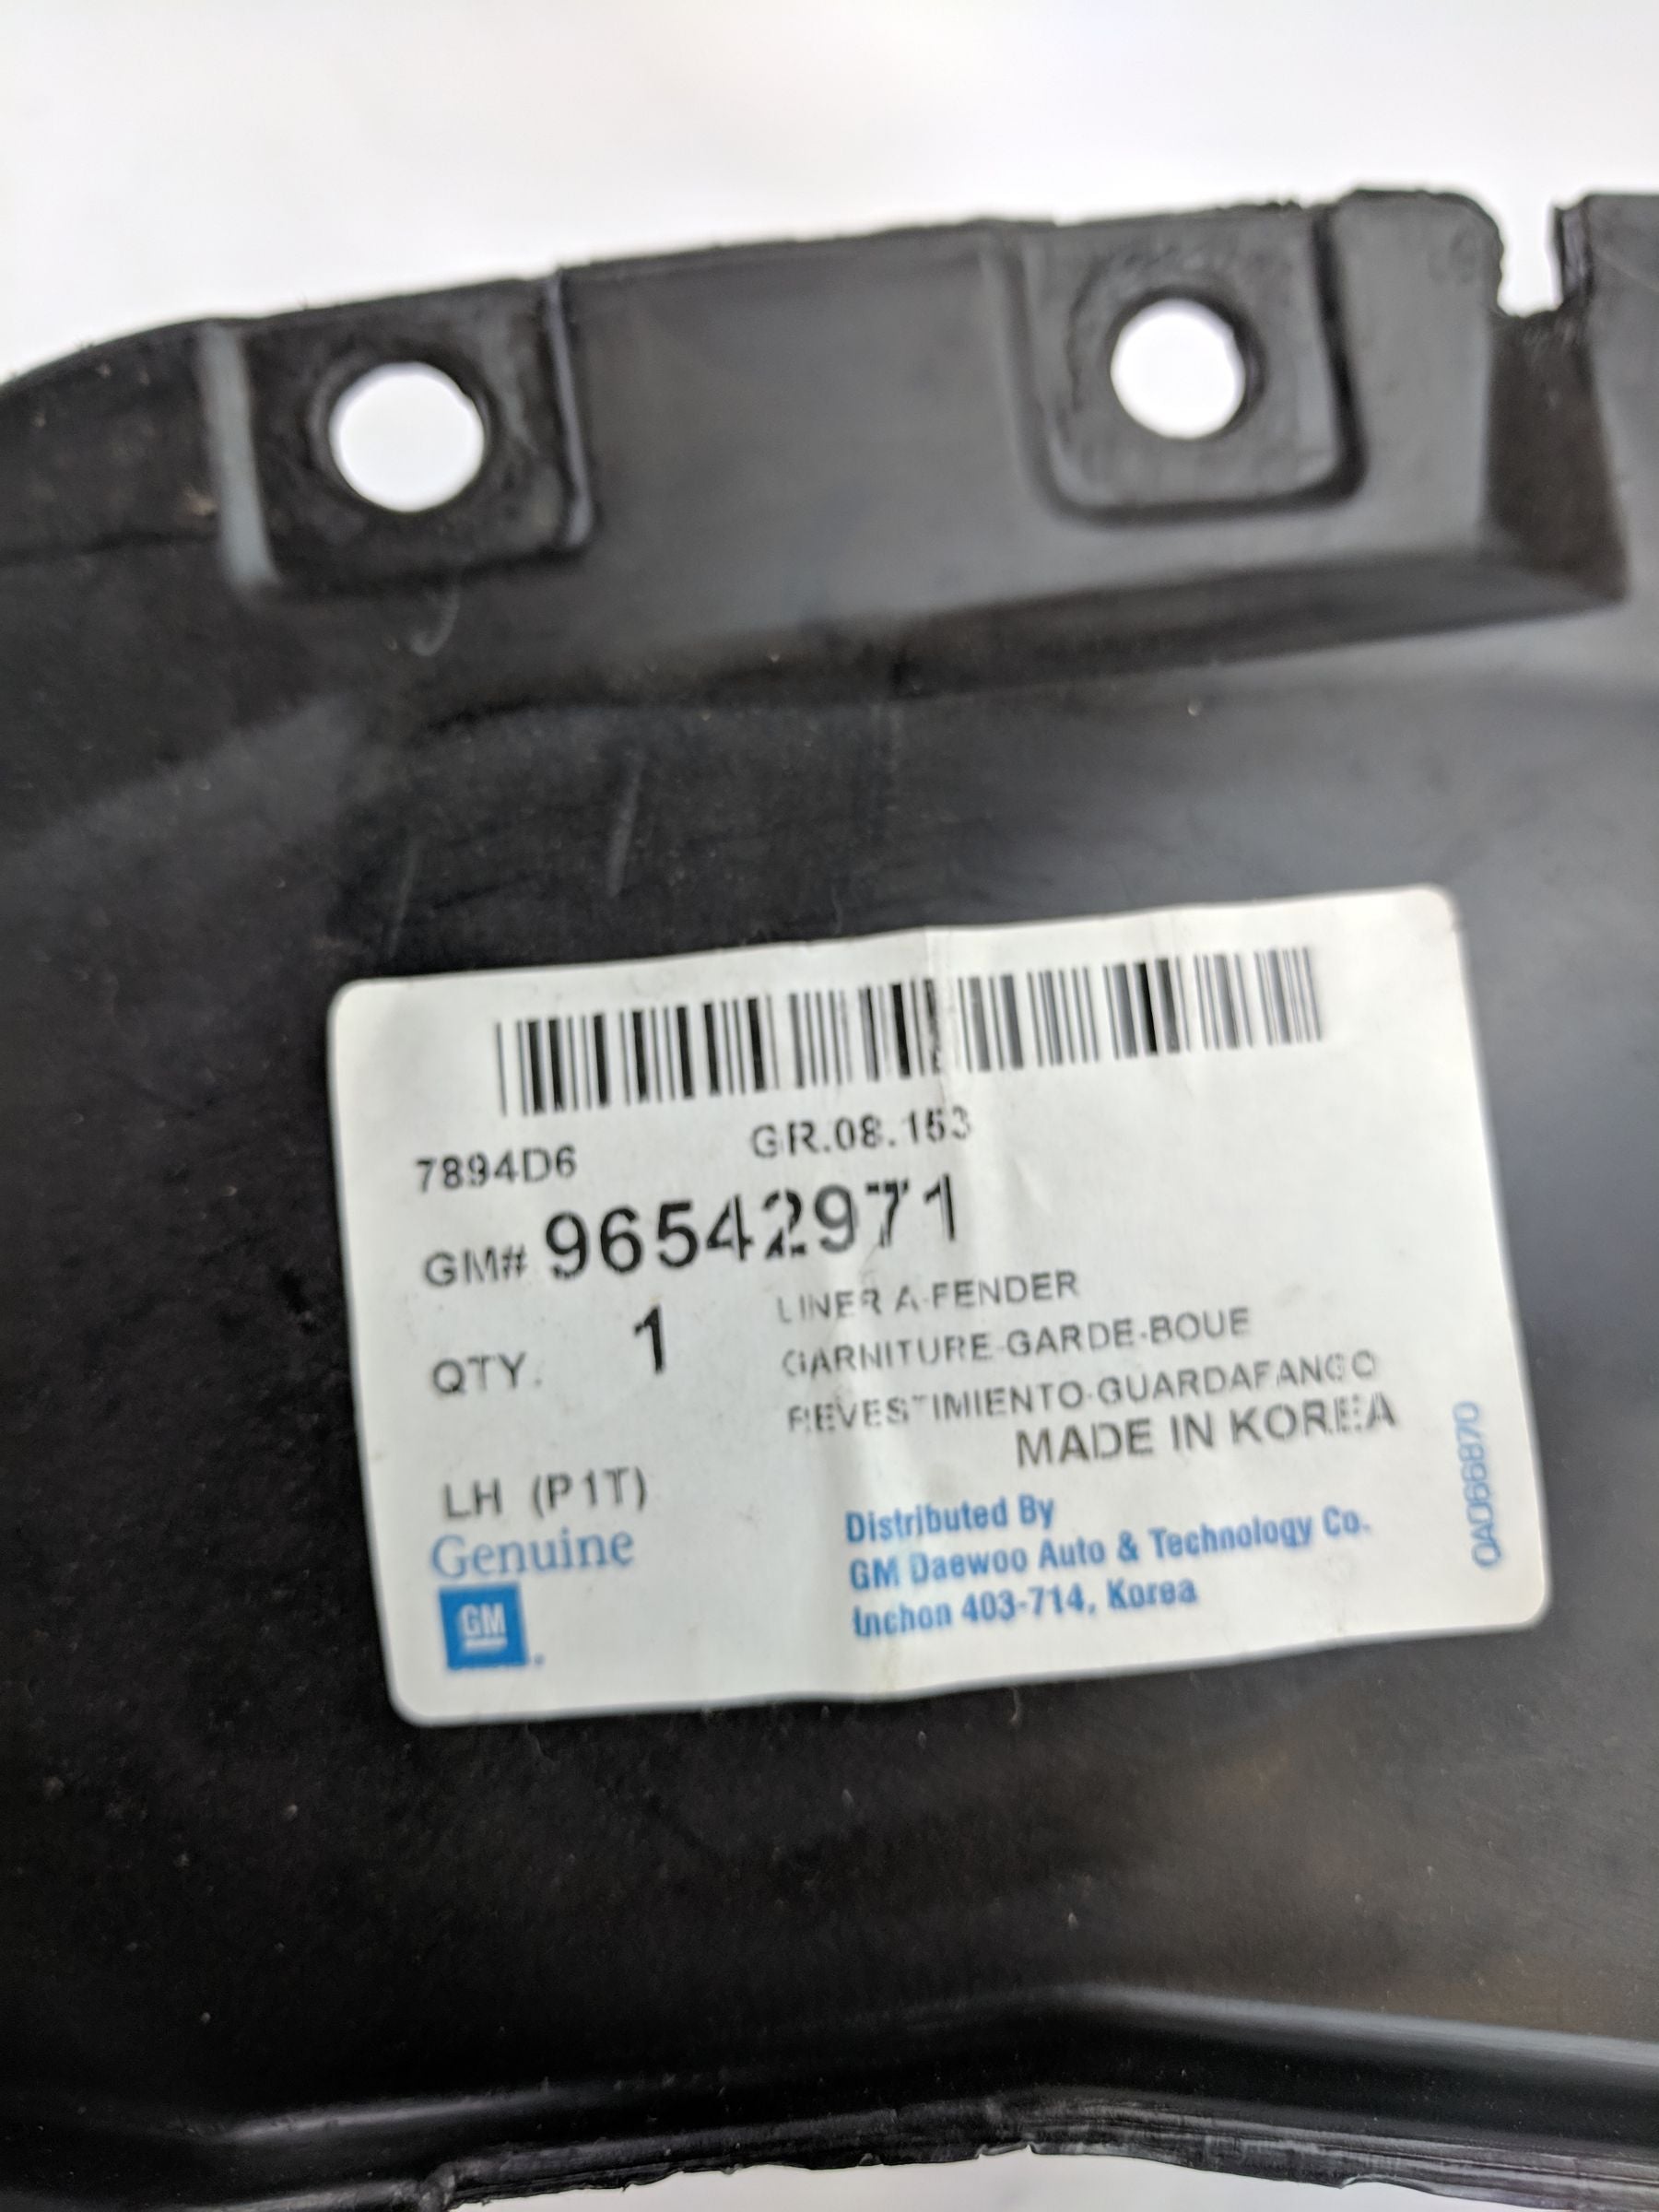 7894D6 GR.08.153
GM# 96542971
QTY. 1
LINER A-FENDER
GARNITURE-GARDE-BOUE
REVESTIMIENTO-GUARDAFANGO
MADE IN KOREA
LH (P1T)
Genuine
GM
Distributed By
GM Daewoo Auto & Technology Co.
Inchon 403-714, Korea
QAD66870